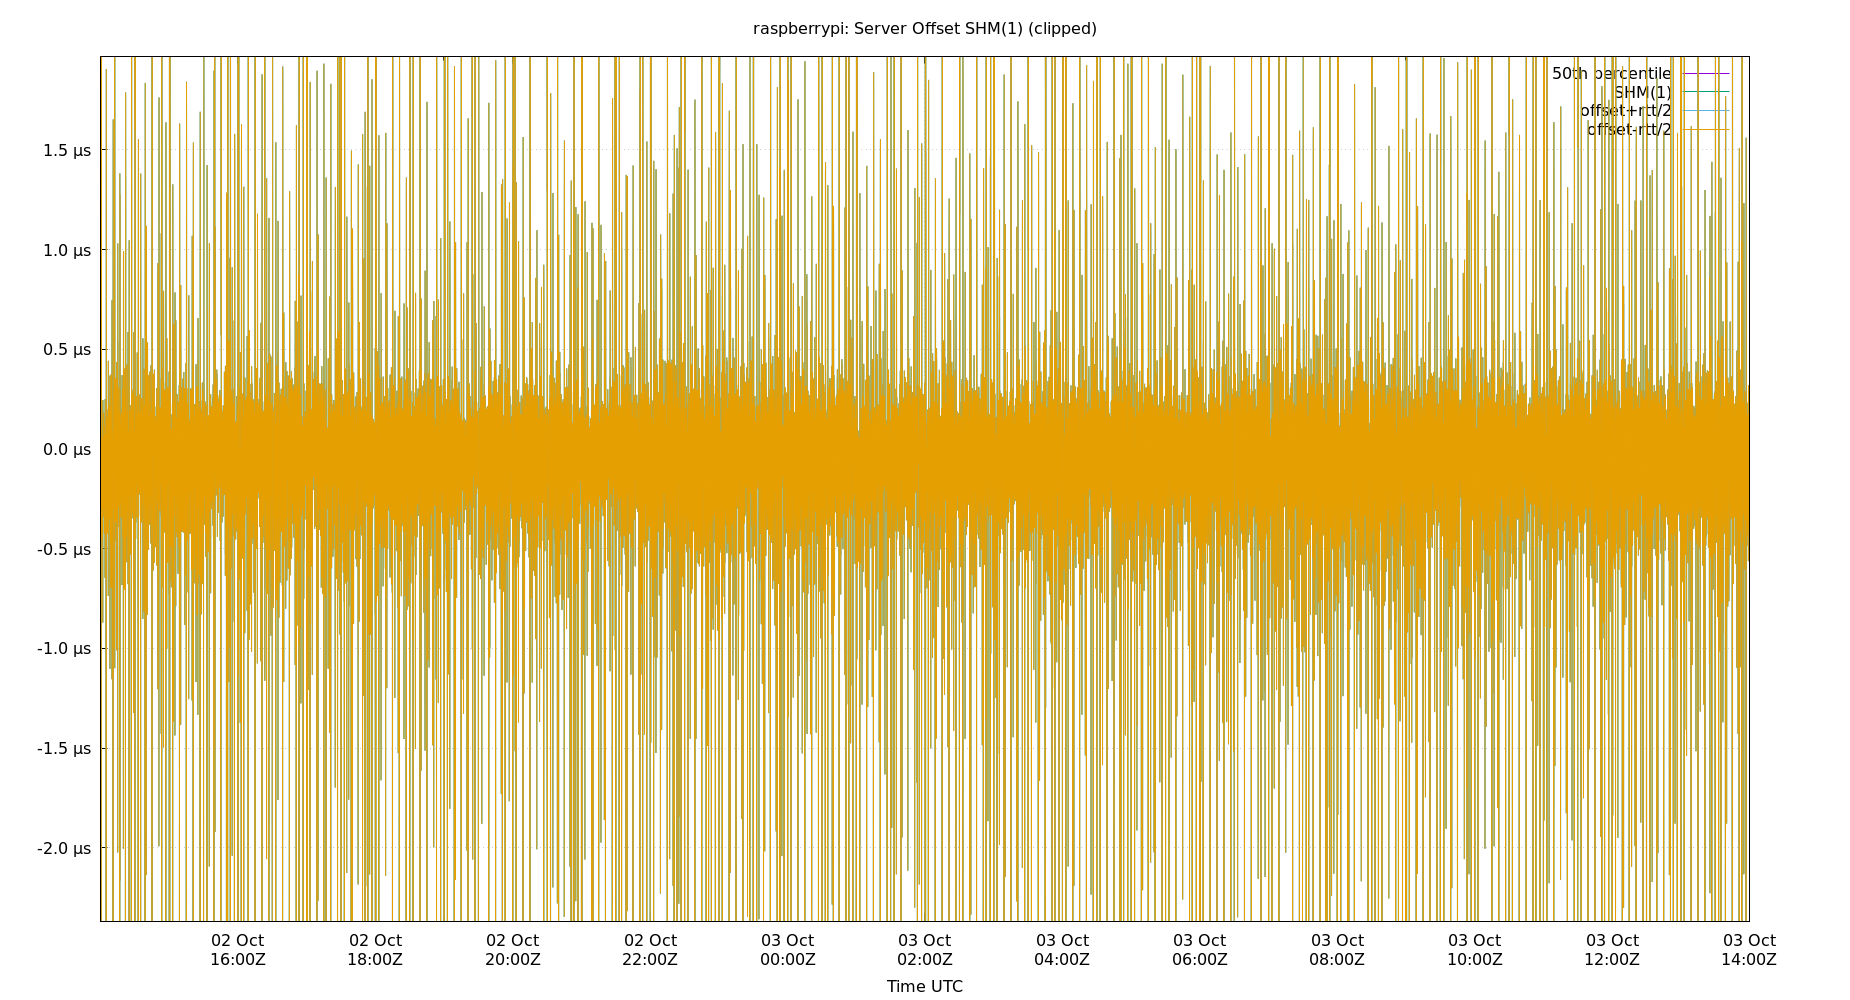 raspberrypi: Server Offset SHM(1) (clipped)
50th percentile
SHM(1)
offset+rtt/2
offset-rtt/2
1.5 µs
1.0 µs
0.5 µs
0.0 µs
-0.5 µs
-1.0 µs
-1.5 µs
-2.0 µs
02 Oct 02 Oct 02 Oct 02 Oct 03 Oct 03 Oct 03 Oct 03 Oct 03 Oct 03 Oct 03 Oct 03 Oct
16:00Z 18:00Z 20:00Z 22:00Z 00:00Z 02:00Z 04:00Z 06:00Z 08:00Z 10:00Z 12:00Z 14:00Z
Time UTC